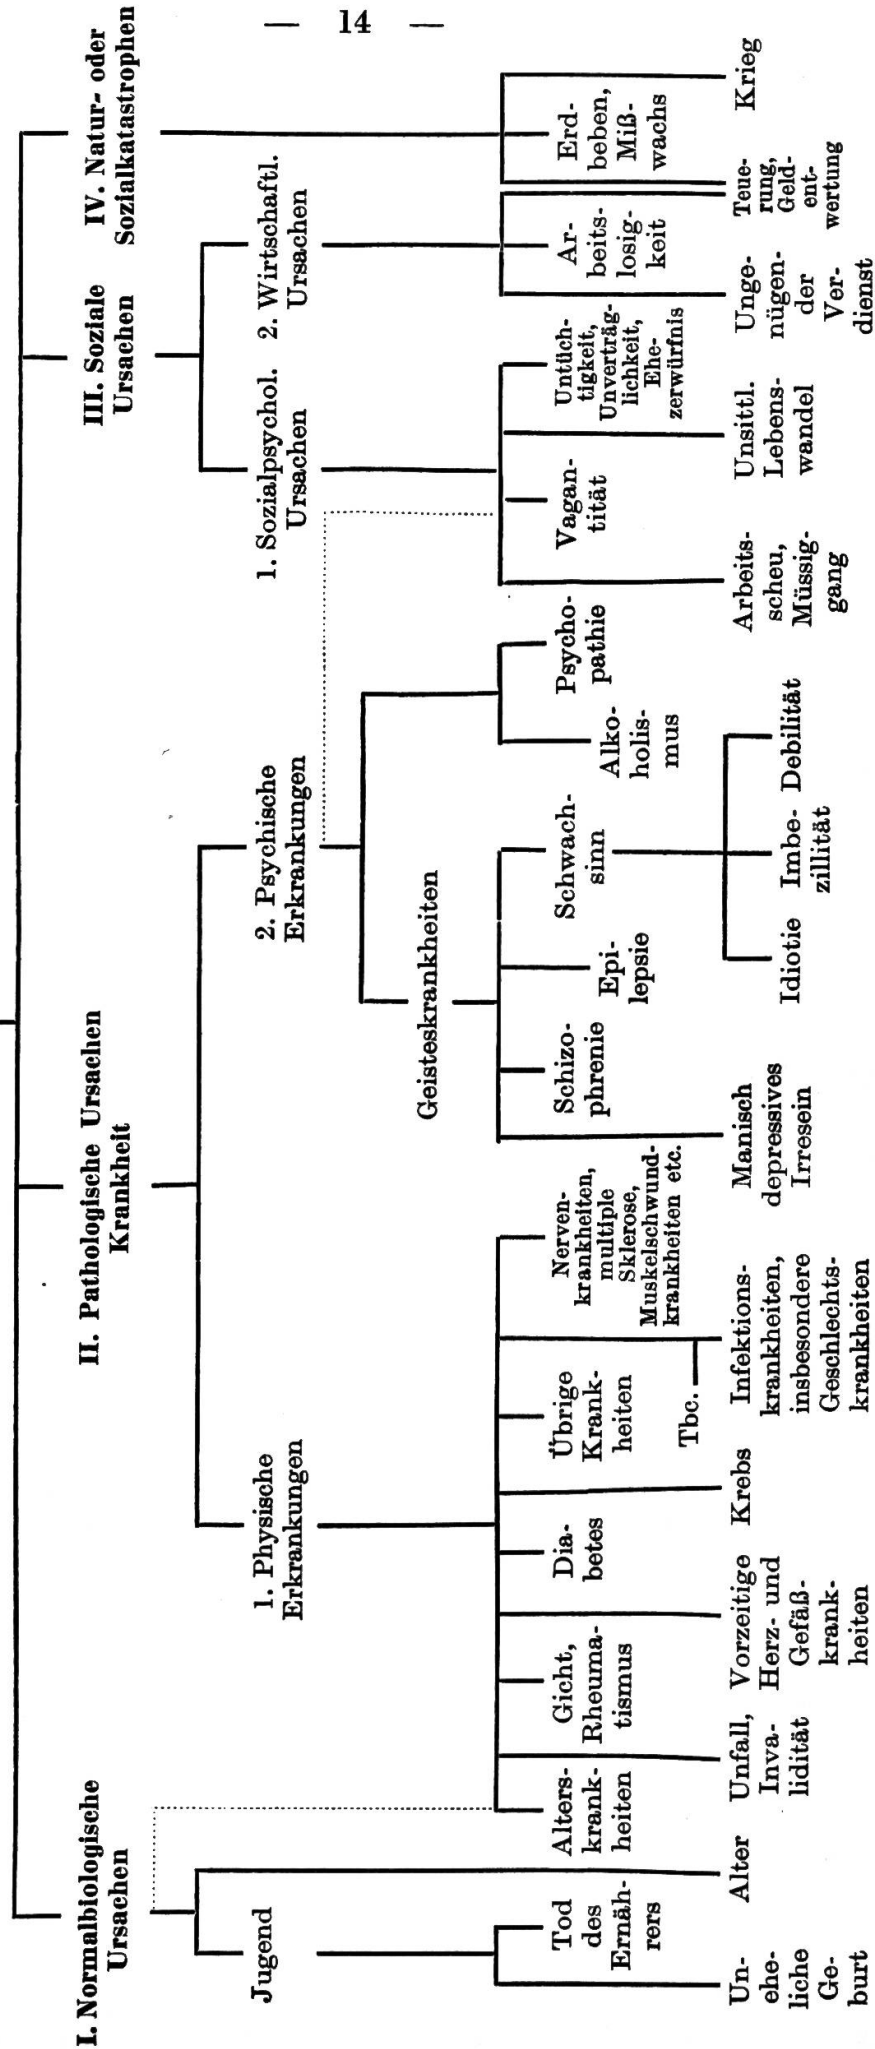 — 14 —
I. Normalbiologische
Ursachen
II. Pathologische Ursachen
Krankheit
III. Soziale
Ursachen
IV. Natur- oder
Sozialkatastrophen
Jugend
1. Physische
Erkrankungen
2. Psychische
Erkrankungen
1. Sozialpsychol.
Ursachen
2. Wirtschaftl.
Ursachen
Geisteskrankheiten
Tod
des
Ernäh-
rers
Alters-
krank-
heiten
Gicht,
Rheuma-
tismus
Dia-
betes
Übrige
Krank-
heiten
Nerven-
krankheiten,
multiple
Sklerose,
Muskelschwund-
krankheiten etc.
Schizo-
phrenie
Epi-
lepsie
Schwach-
sinn
Alko-
holis-
mus
Psycho-
pathie
Vagan-
tität
Untüch-
tigkeit,
Unverträg-
lichkeit,
Ehe-
zerwürfnis
Ar-
beits-
losig-
keit
Erd-
beben,
Miß-
wachs
Tbc.
Un-
ehe-
liche
Ge-
burt
Alter
Unfall,
Inva-
lidität
Vorzeitige
Herz- und
Gefäß-
krank-
heiten
Krebs
Infektions-
krankheiten,
insbesondere
Geschlechts-
krankheiten
Manisch
depressives
Irresein
Idiotie
Imbe-
zillität
Debilität
Arbeits-
scheu,
Müssig-
gang
Unsittl.
Lebens-
wandel
Unge-
nügen-
der
Ver-
dienst
Teue-
rung,
Geld-
ent-
wertung
Krieg